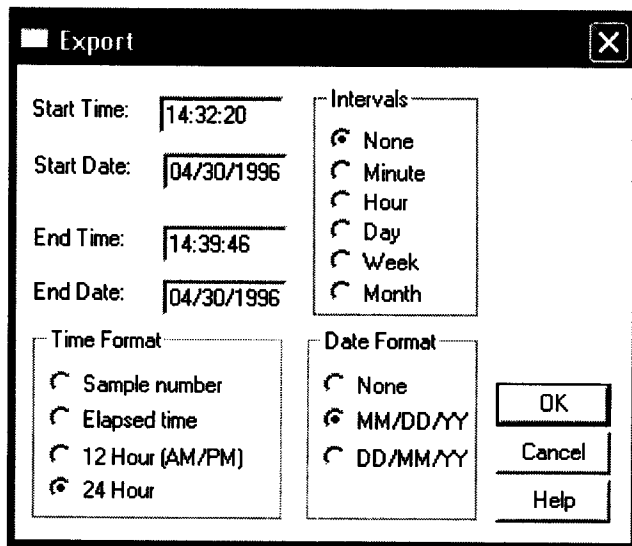 Export
Start Time: 14:32:20
Start Date: 04/30/1996
End Time: 14:39:46
End Date: 04/30/1996
Intervals
None
Minute
Hour
Day
Week
Month
Time Format
Sample number
Elapsed time
12 Hour (AM/PM)
24 Hour
Date Format
None
MM/DD/YY
DD/MM/YY
OK
Cancel
Help